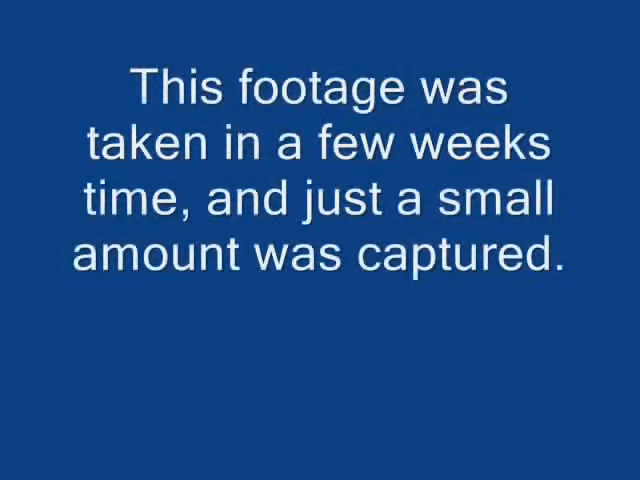 This footage was
taken in a few weeks
time, and just a small
amount was captured.